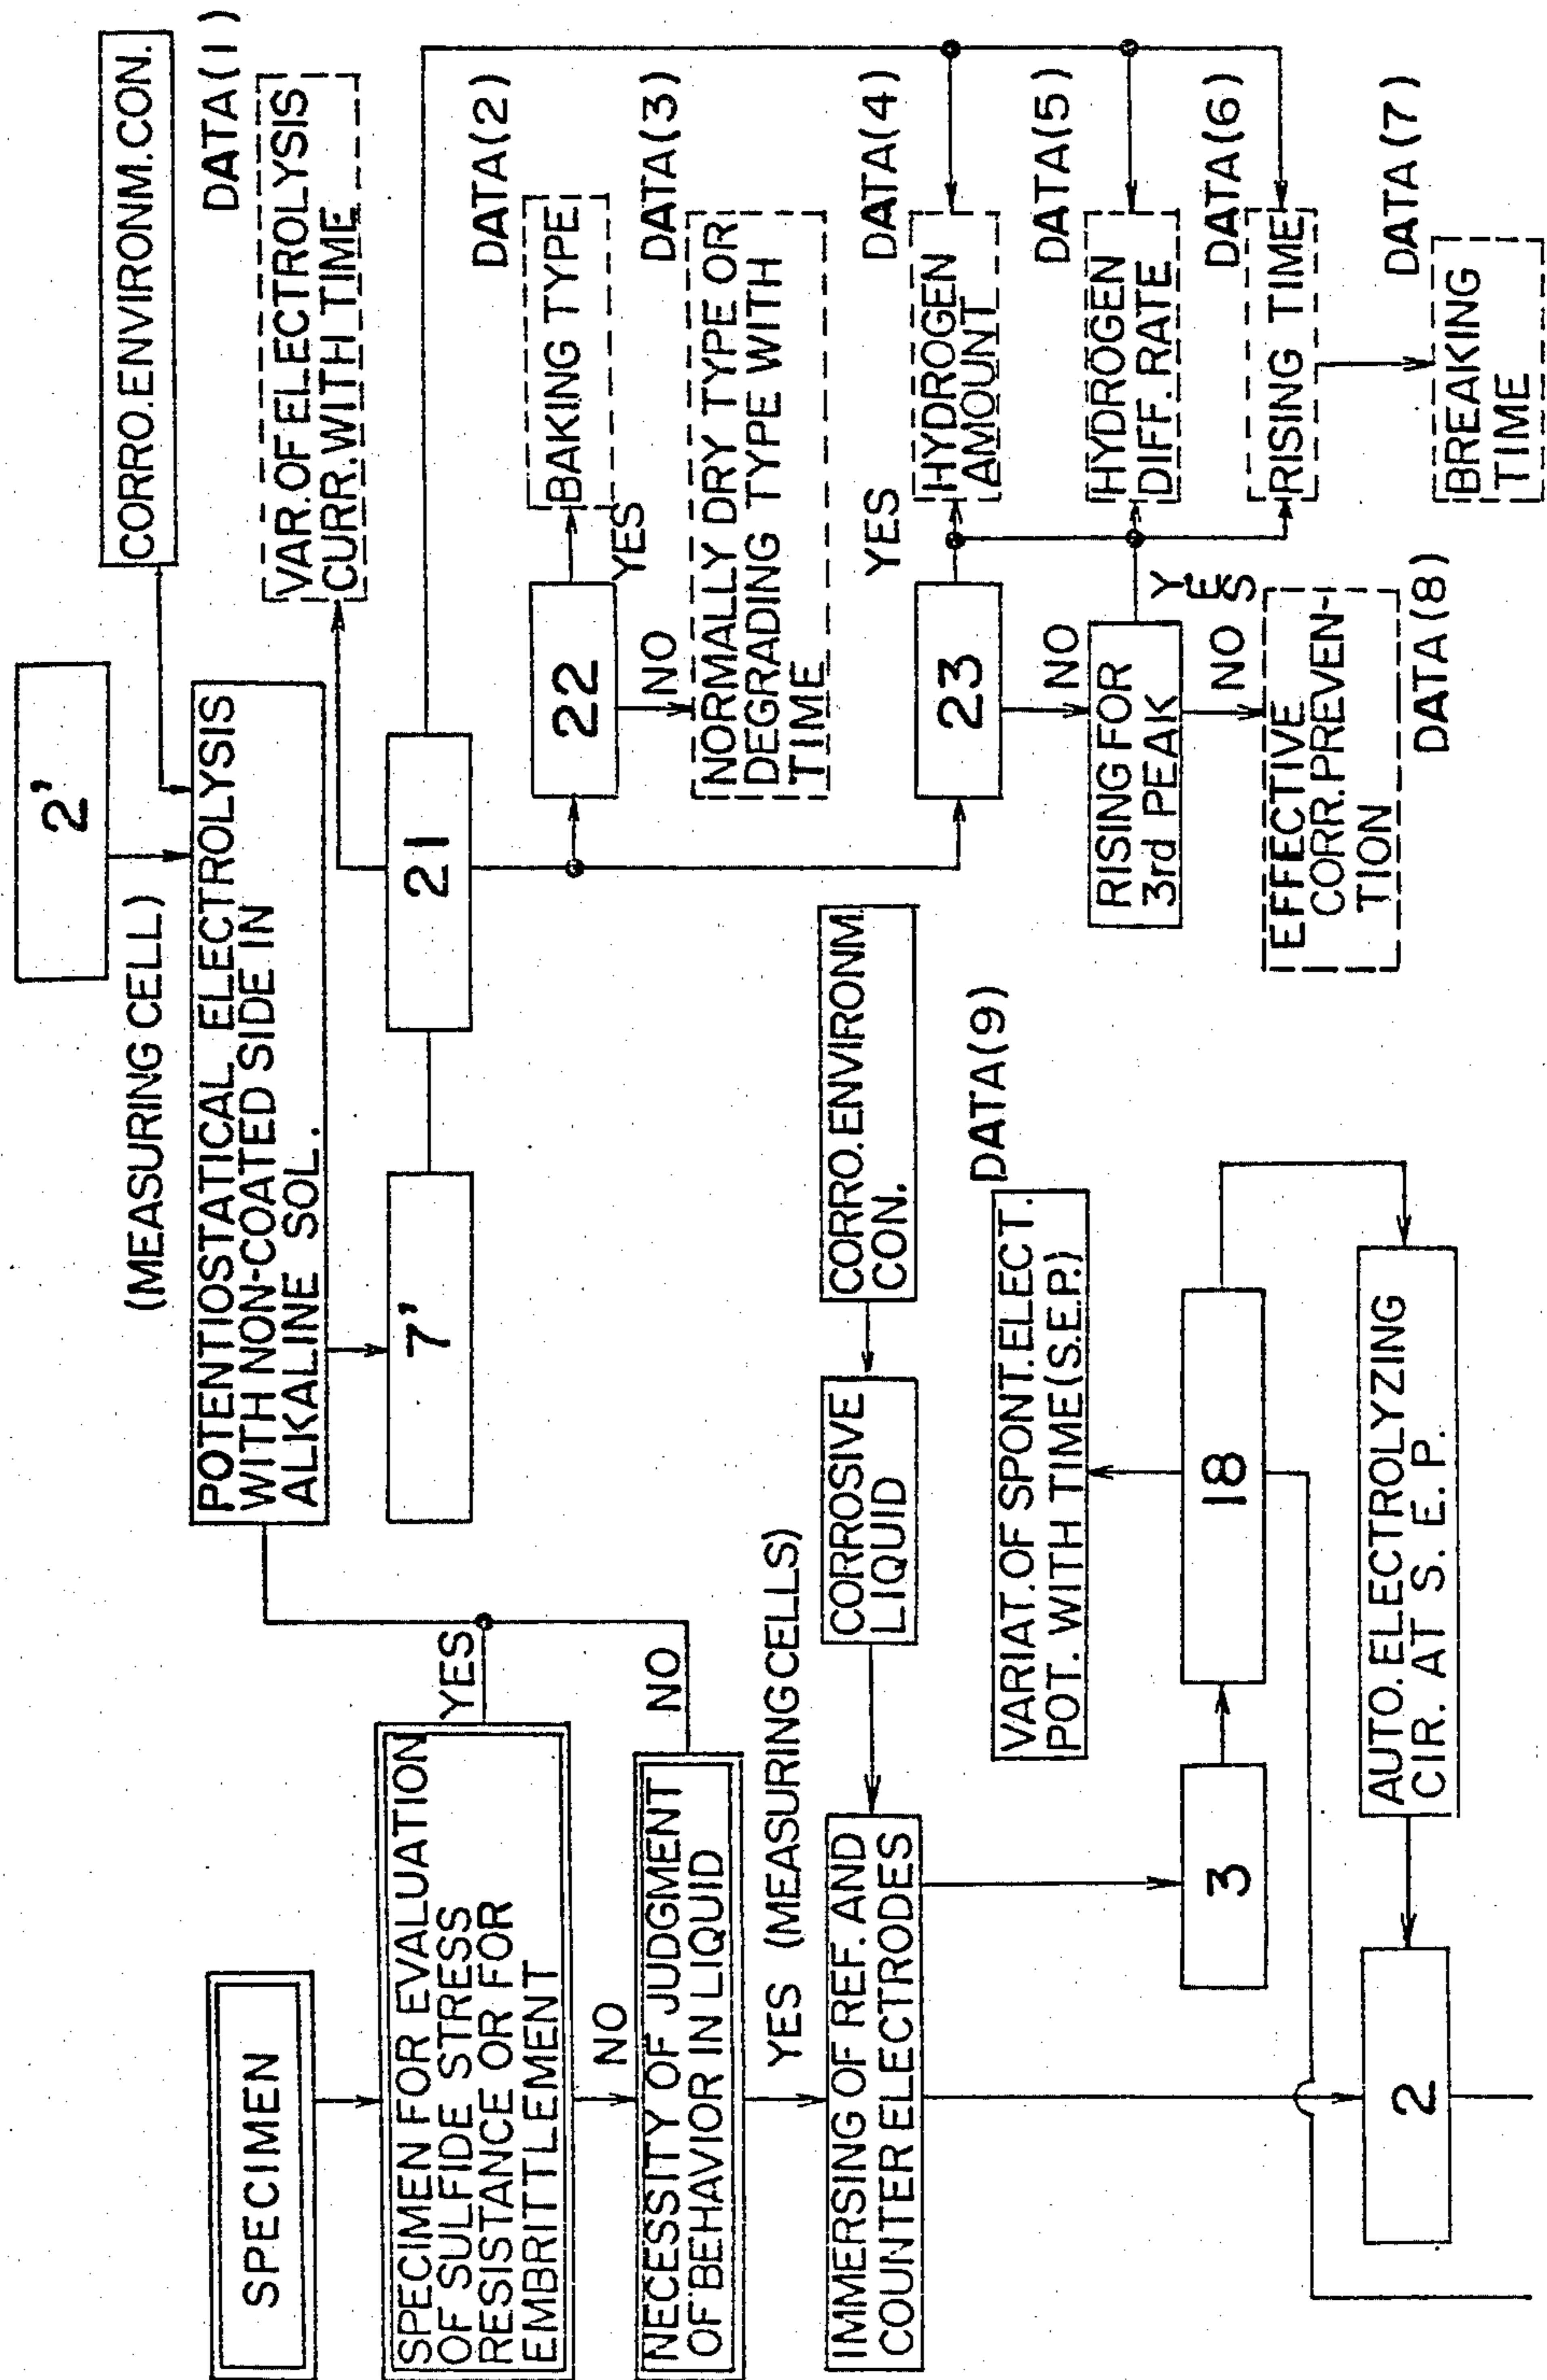 SPECIMEN
SPECIMEN FOR EVALUATION
OF SULFIDE STRESS
RESISTANCE OR FOR
EMBRITTLEMENT
YES
NO
NECESSITY OF JUDGMENT
OF BEHAVIOR IN LIQUID
NO
YES (MEASURING CELLS)
IMMERSING OF REF. AND
COUNTER ELECTRODES
CORROSIVE
LIQUID
CORRO.ENVIRONM
CON.
3
18
VARIAT.OF SPONT.ELECT.
POT. WITH TIME(S.E.P.)
DATA(9)
AUTO.ELECTROLYZING
CIR. AT S. E. P.
2
2'
(MEASURING CELL)
CORRO.ENVIRONM.CON.
POTENTIOSTATICAL ELECTROLYSIS
WITH NON-COATED SIDE IN
ALKALINE SOL.
7'
21
DATA(1)
VAR.OF ELECTROLYSIS
CURR.WITH TIME
22
YES
DATA(2)
BAKING TYPE
NO
DATA(3)
NORMALLY DRY TYPE OR
DEGRADING TYPE WITH
TIME
23
YES
DATA(4)
HYDROGEN
AMOUNT
NO
RISING FOR
3rd PEAK
YES
DATA(5)
HYDROGEN
DIFF.RATE
DATA(6)
RISING TIME
NO
EFFECTIVE
CORR.PREVEN-
TION
DATA(8)
DATA(7)
BREAKING
TIME